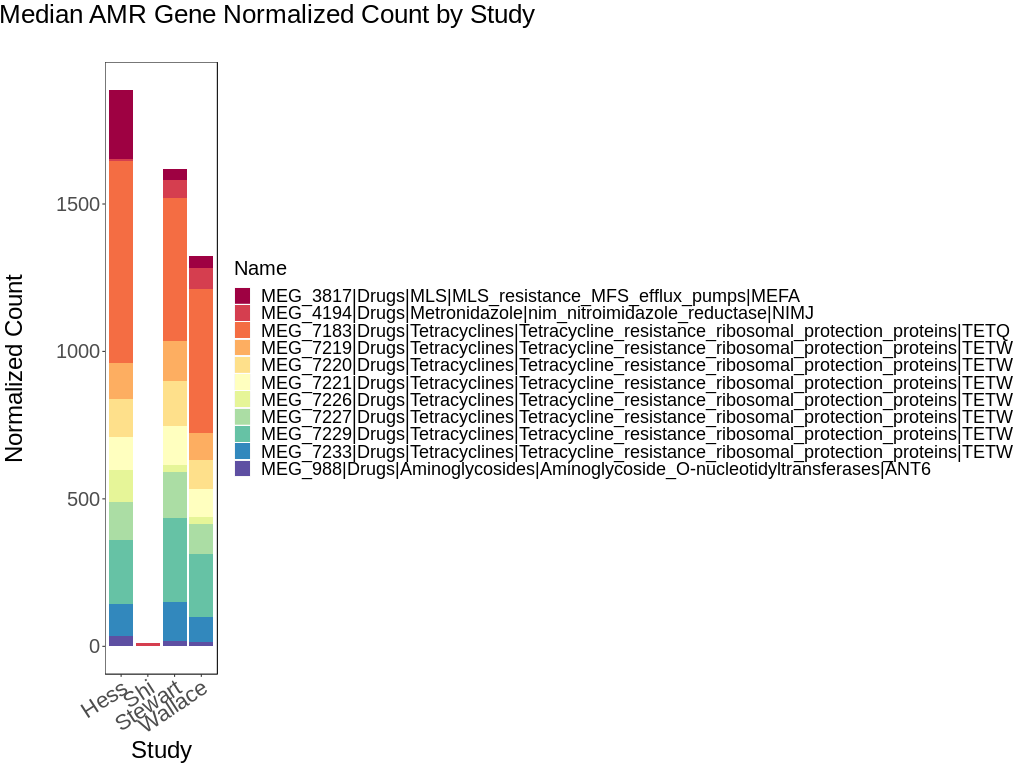 Median AMR Gene Normalized Count by Study
Normalized Count
1500
1000
500
0
Hess
Shi
Stewart
Wallace
Study
Name
MEG_3817|Drugs|MLS|MLS_resistance_MFS_efflux_pumps|MEFA
MEG_4194|Drugs|Metronidazole|nim_nitroimidazole_reductase|NIMJ
MEG_7183|Drugs|Tetracyclines|Tetracycline_resistance_ribosomal_protection_proteins|TETQ
MEG_7219|Drugs|Tetracyclines|Tetracycline_resistance_ribosomal_protection_proteins|TETW
MEG_7220|Drugs|Tetracyclines|Tetracycline_resistance_ribosomal_protection_proteins|TETW
MEG_7221|Drugs|Tetracyclines|Tetracycline_resistance_ribosomal_protection_proteins|TETW
MEG_7226|Drugs|Tetracyclines|Tetracycline_resistance_ribosomal_protection_proteins|TETW
MEG_7227|Drugs|Tetracyclines|Tetracycline_resistance_ribosomal_protection_proteins|TETW
MEG_7229|Drugs|Tetracyclines|Tetracycline_resistance_ribosomal_protection_proteins|TETW
MEG_7233|Drugs|Tetracyclines|Tetracycline_resistance_ribosomal_protection_proteins|TETW
MEG_988|Drugs|Aminoglycosides|Aminoglycoside_O-nucleotidyltransferases|ANT6